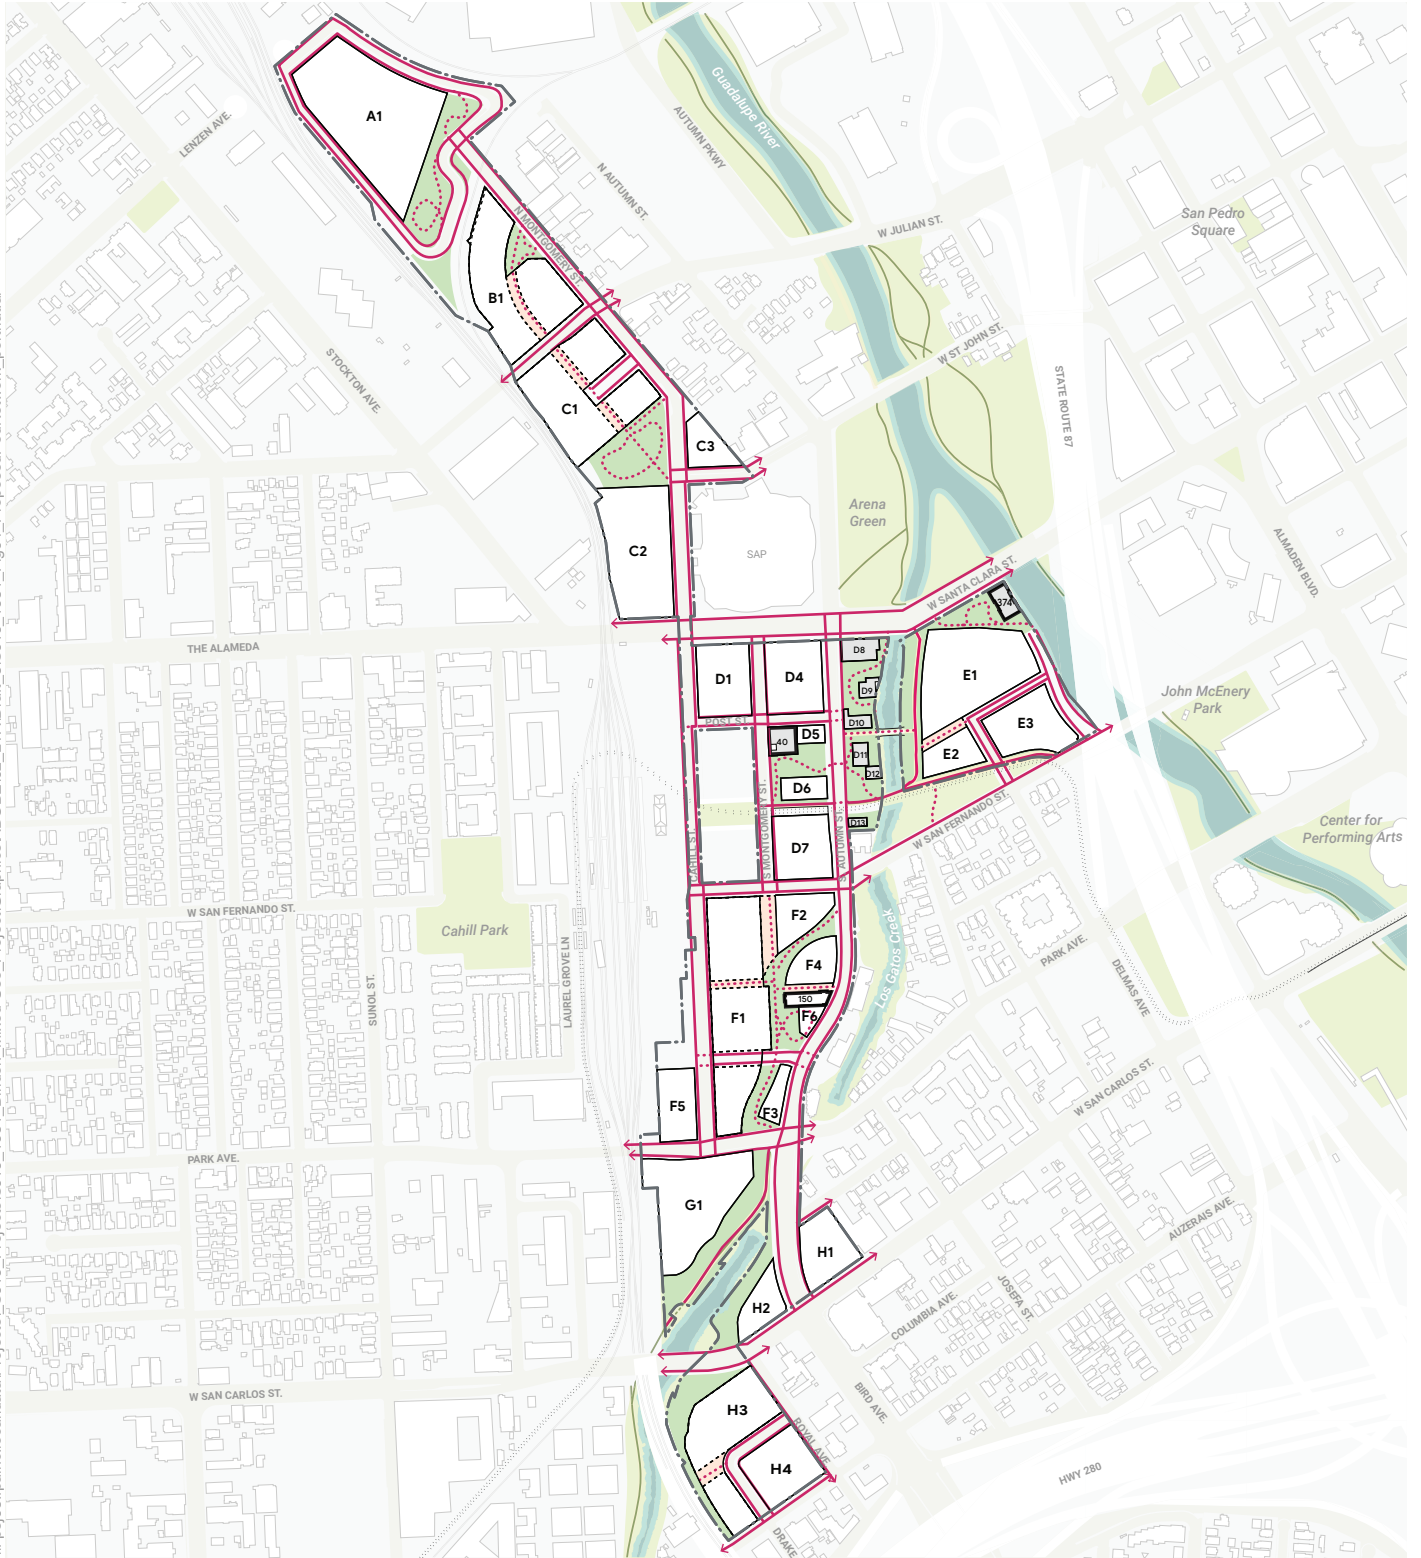 A1
LENZEN AVE.
Guadalupe River
AUTUMN PKWY
N AUTUMN ST.
N MONTGOMERY ST.
W JULIAN ST.
San Pedro
Square
B1
W ST JOHN ST.
STOCKTON AVE
STATE ROUTE 87
C1
C3
Arena
Green
C2
SAP
ALMADEN BLVD.
W SANTA CLARA ST.
374
THE ALAMEDA
D1
D4
D8
D9
E1
John McEnery
Park
POST ST.
D10
E3
40
D5
D11
D12
E2
D6
S MONTGOMERY ST.
S AUTUMN ST.
CAHILL ST.
D13
D7
W SAN FERNANDO ST.
Center for
Performing Arts
W SAN FERNANDO ST.
Cahill Park
F2
F4
150
F6
F1
Los Gatos Creek
PARK AVE.
DELMAS AVE
SUNOL ST.
LAUREL GROVE LN
F5
F3
W SAN CARLOS ST.
PARK AVE.
G1
H1
AUZERAIS AVE.
H2
JOSEFA ST.
COLUMBIA AVE.
W SAN CARLOS ST.
BIRD AVE.
H3
ROYAL AVE.
H4
HWY 280
DRAKE